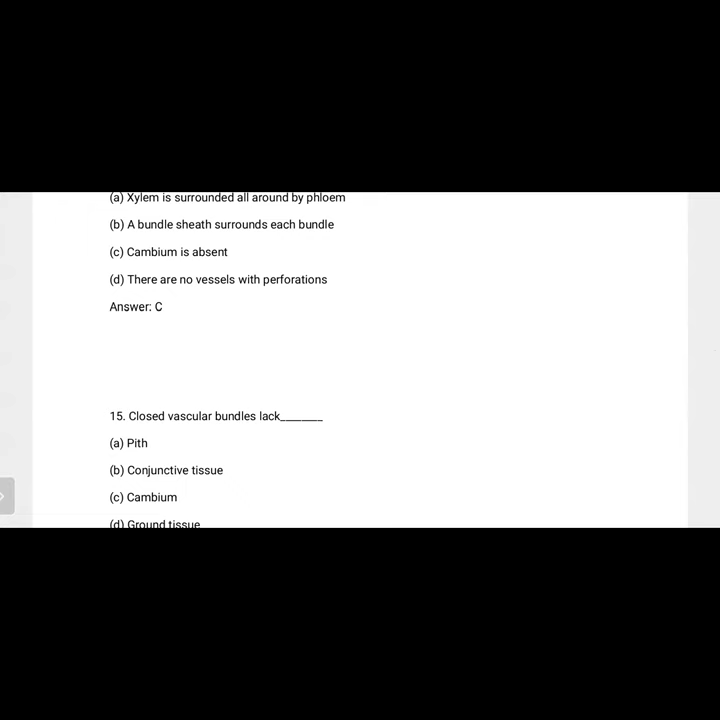 (a) Xylem is surrounded all around by phloem
(b) A bundle sheath surrounds each bundle
(c) Cambium is absent
(d) There are no vessels with perforations
Answer: C
15. Closed vascular bundles lack_______
(a) Pith
(b) Conjunctive tissue
(c) Cambium
(d) Ground tissue